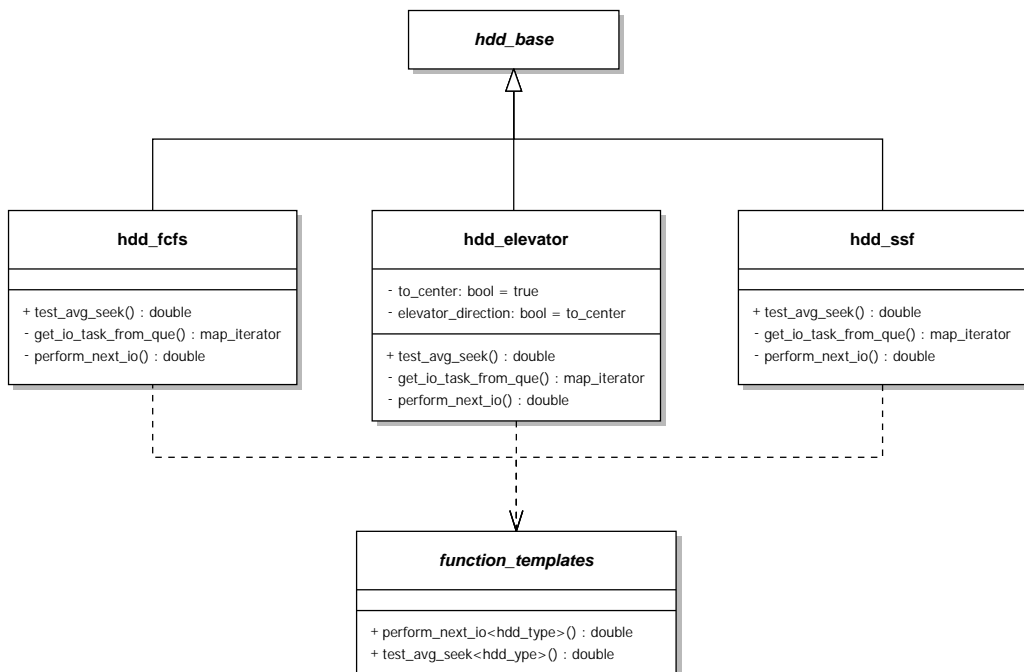 hdd_base
hdd_fcfs
+ test_avg_seek() : double
- get_io_task_from_que() : map_iterator
- perform_next_io() : double
hdd_elevator
- to_center: bool = true
- elevator_direction: bool = to_center
+ test_avg_seek() : double
- get_io_task_from_que() : map_iterator
- perform_next_io() : double
hdd_ssf
+ test_avg_seek() : double
- get_io_task_from_que() : map_iterator
- perform_next_io() : double
function_templates
+ perform_next_io<hdd_type>() : double
+ test_avg_seek<hdd_ype>() : double